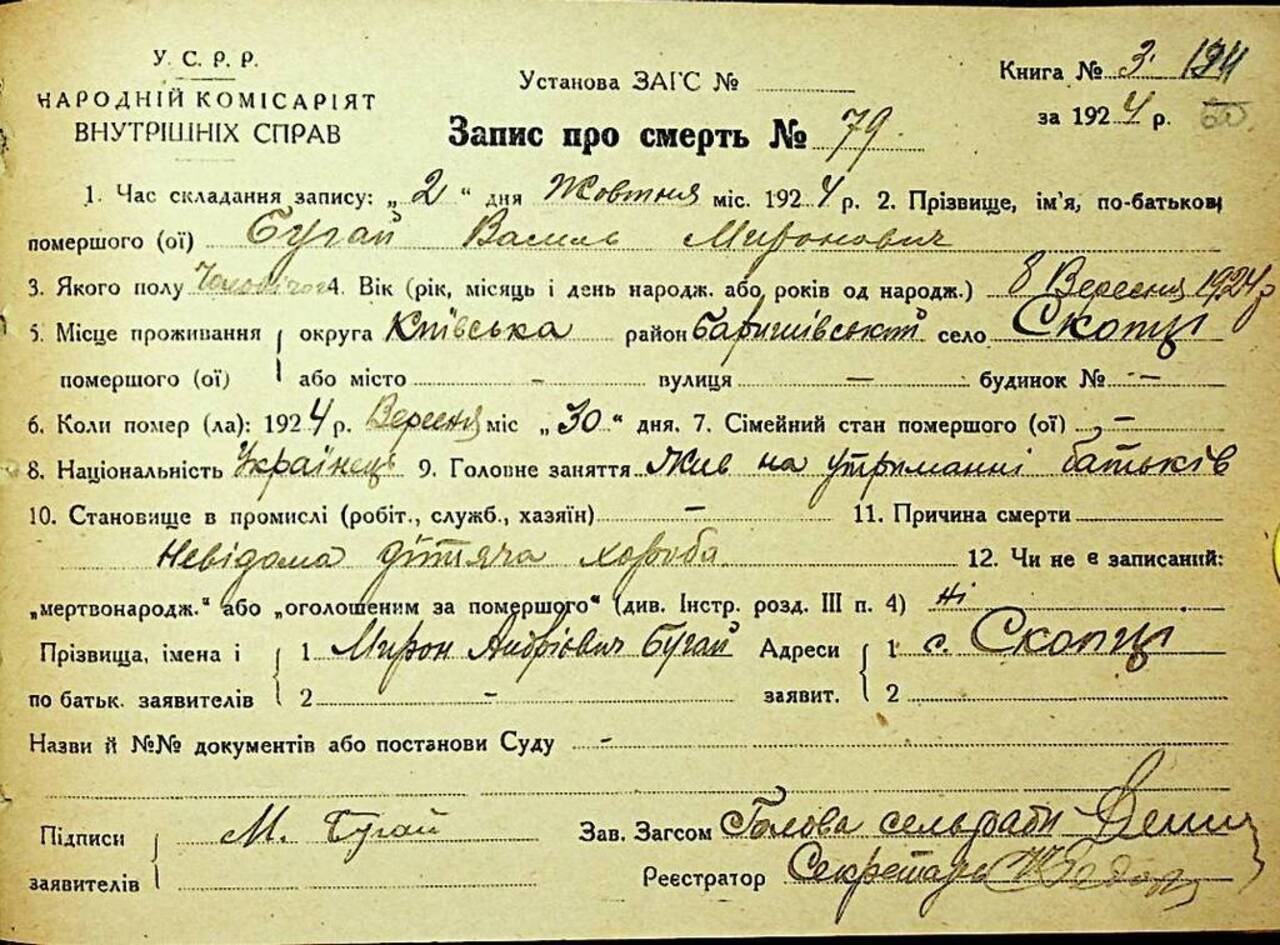 У. С. Р. Р.
НАРОДНІЙ КОМІСАРІЯТ
ВНУТРІШНІХ СПРАВ
Установа ЗАГС №
Запис про смерть № 79.
Книга № 3. 134
за 1924 р. 60
1. Час складання запису: „2“ дня Жовтня міс. 1924 р. 2. Прізвище, ім'я, по-батькові
помершого (ої) Бугай Василь Миронович
3. Якого полу Чоловічого 4. Вік (рік, місяць і день народж. або років од народж.) 8 Вересня 1924 р
5. Місце проживання округа Київська район Баришівський село Скопці
помершого (ої) або місто - вулиця — будинок № —
6. Коли помер (ла): 1924 р. Вересня міс „30“ дня. 7. Сімейний стан помершого (ої) —
8. Національність Українець 9. Головне заняття Жив на утриманні батьків
10. Становище в промислі (робіт., служб., хазяїн) — 11. Причина смерти
Невідома дітяча хороба 12. Чи не є записаний:
„мертвонародж.“ або „оголошеним за помершого“ (див. Інстр. розд. III п. 4) Ні
Прізвища, імена і 1 Мирон Андрієвич Бугай Адреси 1 с. Скопці
по батьк. заявителів 2 - заявит. 2
Назви й №№ документів або постанови Суду -
Підписи М. Бугай Зав. Загсом Голова сельради
заявителів Реєстратор Секретарь